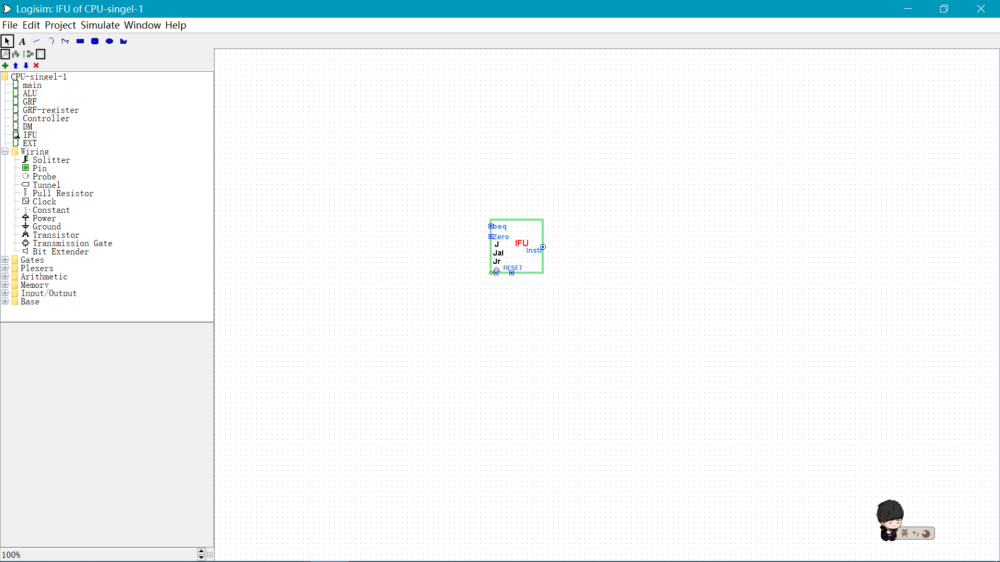 Logisim: IFU of CPU-singel-1
File Edit Project Simulate Window Help
A
CPU-singel-1
main
ALU
GRF
GRF-register
Controller
DM
IFU
EXT
Wiring
Splitter
Pin
Probe
Tunnel
Pull Resistor
Clock
1 Constant
Power
Ground
Transistor
Transmission Gate
Bit Extender
Gates
Plexers
Arithmetic
Memory
Input/Output
Base
beq
Zero
J
IFU
Instr
Jal
Jr
RESET
英
100%